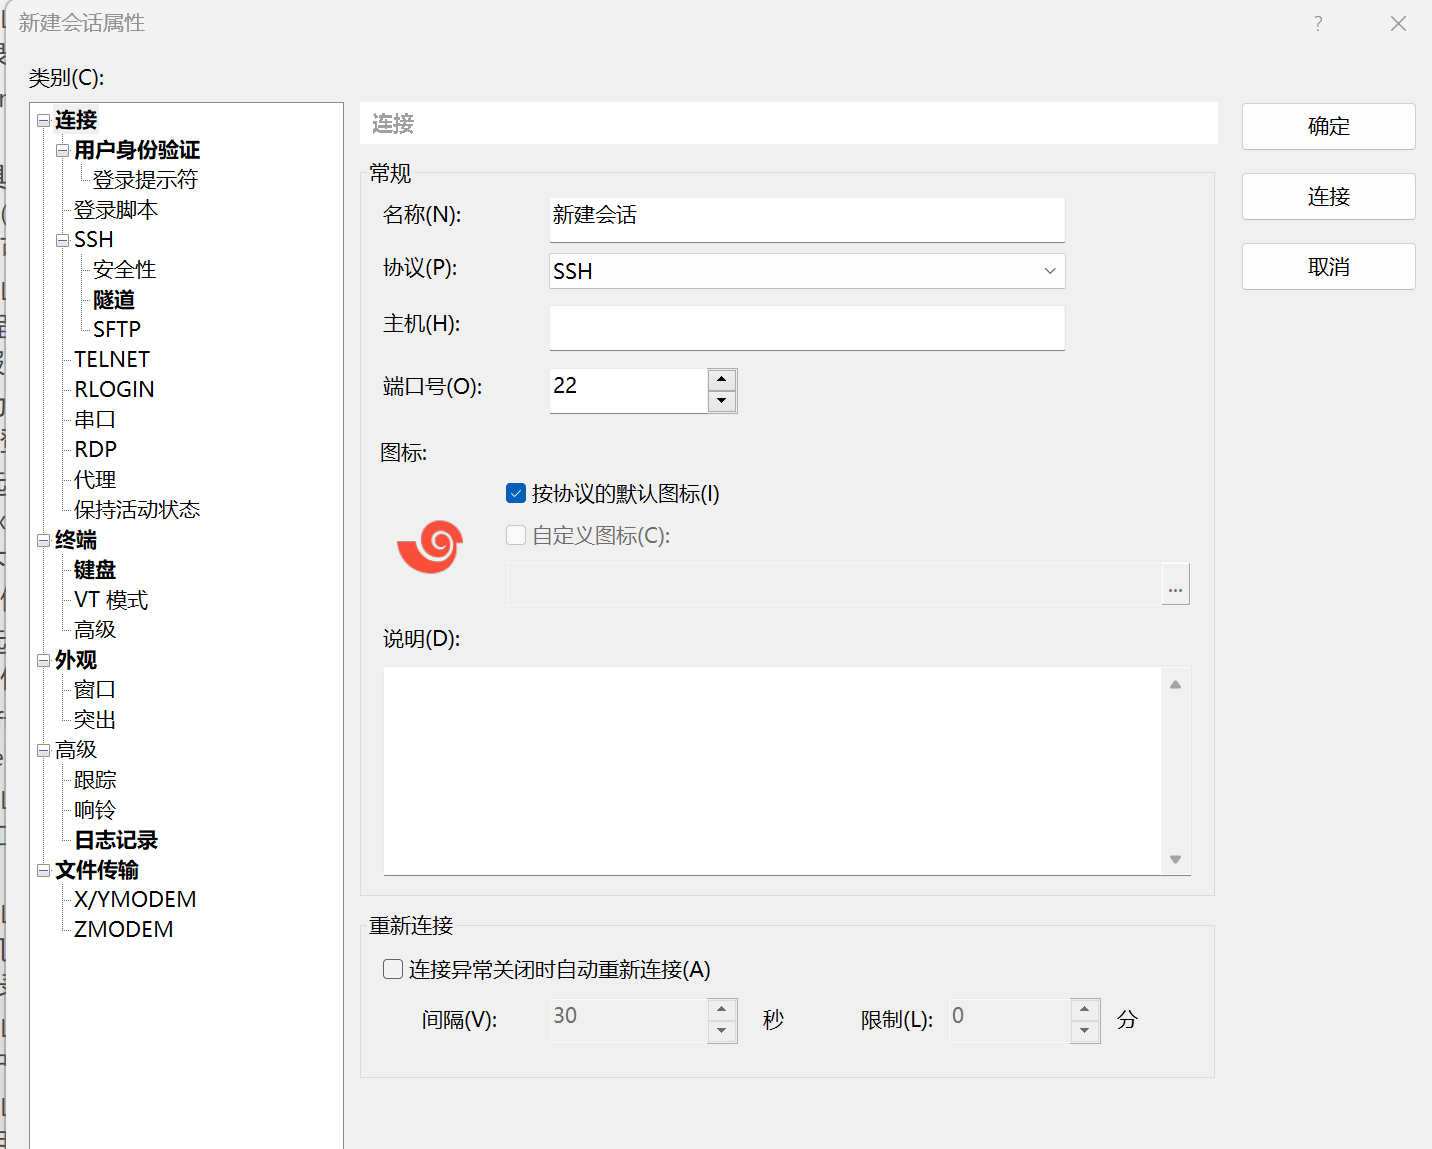 新建会话属性
?
类别(C):
连接
用户身份验证
登录提示符
登录脚本
SSH
安全性
隧道
SFTP
TELNET
RLOGIN
串口
RDP
代理
保持活动状态
终端
键盘
VT 模式
高级
外观
窗口
突出
高级
跟踪
响铃
日志记录
文件传输
X/YMODEM
ZMODEM
连接
常规
名称(N): 新建会话
协议(P): SSH
主机(H):
端口号(O): 22
图标:
按协议的默认图标(I)
自定义图标(C):
...
说明(D):
重新连接
连接异常关闭时自动重新连接(A)
间隔(V): 30 秒 限制(L): 0 分
确定
连接
取消